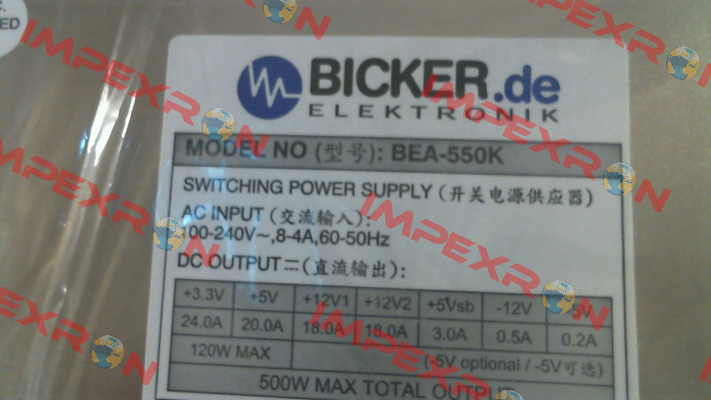 C.
ED
BICKER.de
ELEKTRONIK
MODEL NO (型号): BEA-550K
SWITCHING POWER SUPPLY (开关电源供应器)
AC INPUT (交流输入):
100-240V~,8-4A,60-50Hz
DC OUTPUT ⎓ (直流输出):
+3.3V +5V +12V1 +12V2 +5Vsb -12V -5V
24.0A 20.0A 18.0A 18.0A 3.0A 0.5A 0.2A
120W MAX (-5V optional / -5V可选)
500W MAX TOTAL OUTPUT
IMPEXRON
IMPEXRON
IMPEXRON
IMPEXRON
IMPEXRON